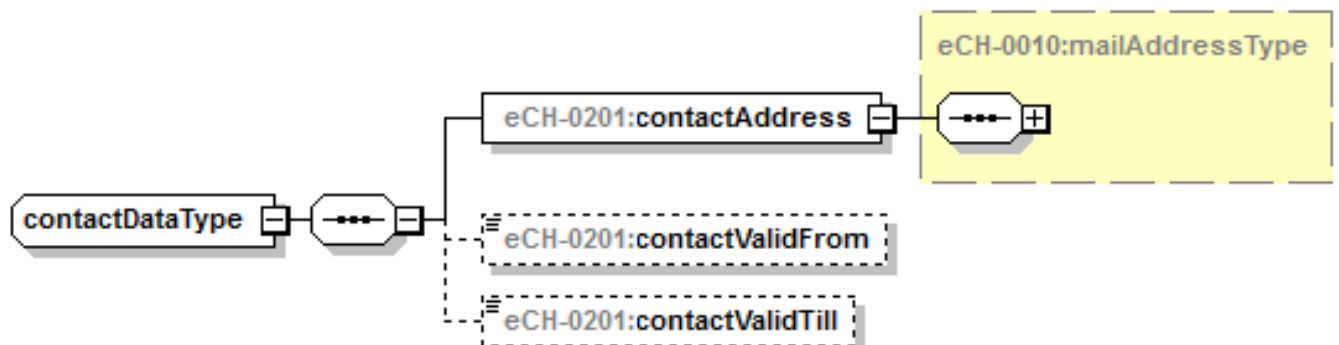 eCH-0010:mailAddressType
eCH-0201:contactAddress
contactDataType
eCH-0201:contactValidFrom
eCH-0201:contactValidTill